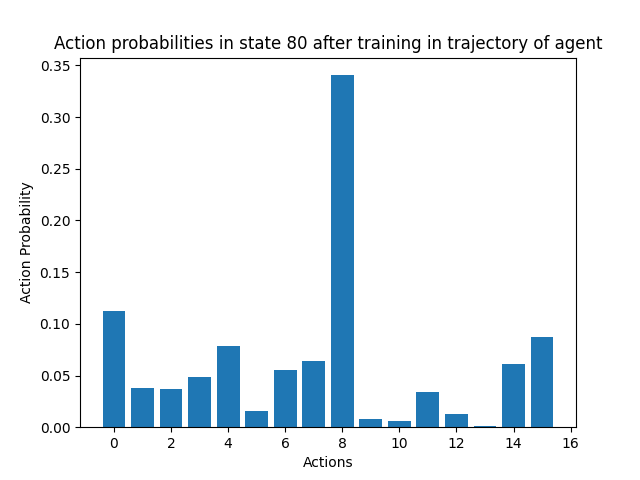 Action probabilities in state 80 after training in trajectory of agent
0.35
0.30
0.25
0.20
0.15
0.10
0.05
0.00
Action Probability
0 2 4 6 8 10 12 14 16
Actions